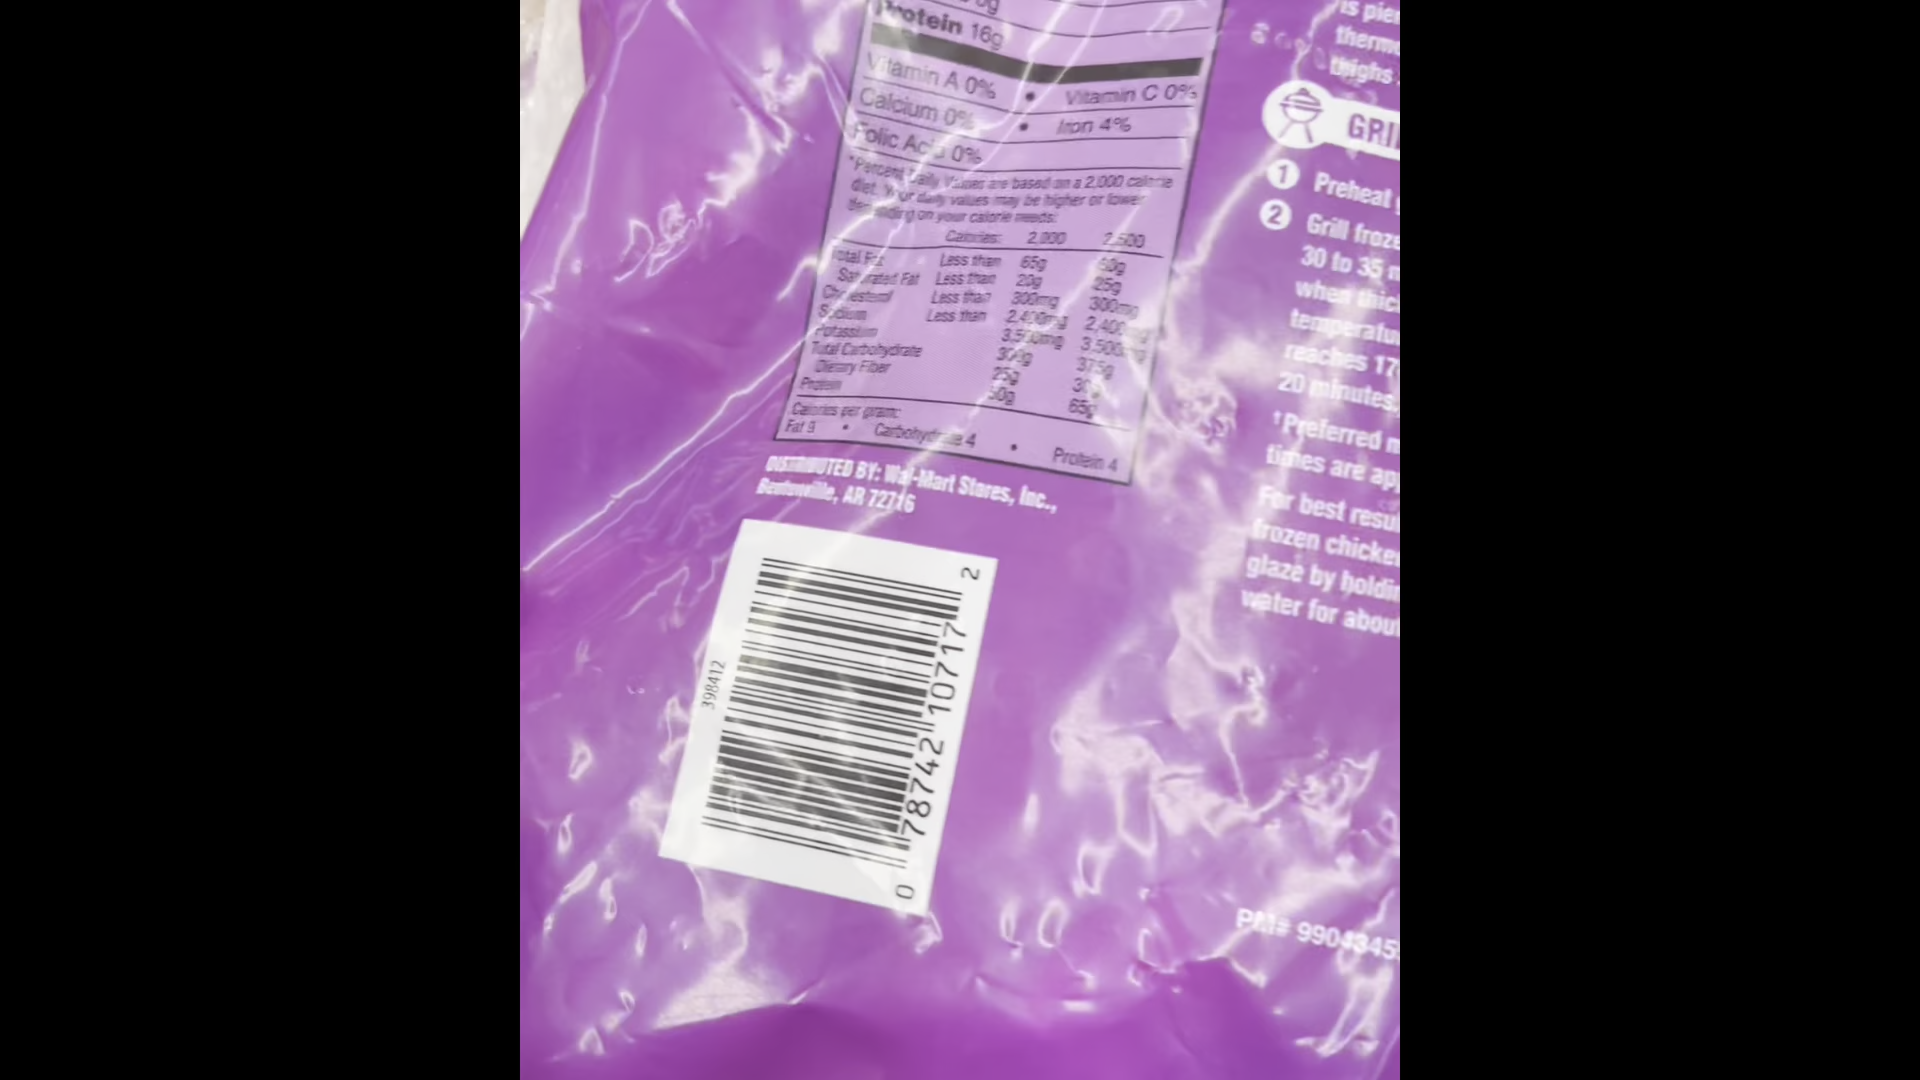 Protein 16g
Vitamin A 0% • Vitamin C 0%
Calcium 0% • Iron 4%
Folic Acid 0%
*Percent Daily Values are based on a 2,000 calorie
diet. Your daily values may be higher or lower
depending on your calorie needs:
Calories: 2,000 2,500
Total Fat Less than 65g 80g
Saturated Fat Less than 20g 25g
Cholesterol Less than 300mg 300mg
Sodium Less than 2,400mg 2,400mg
Potassium 3,500mg 3,500mg
Total Carbohydrate 300g 375g
Dietary Fiber 25g 30g
Protein 50g 65g
Calories per gram:
Fat 9 • Carbohydrate 4 • Protein 4
DISTRIBUTED BY: Wal-Mart Stores, Inc.,
Bentonville, AR 72716
398412
0 78742 10717 2
is pier
thermo
thighs
GRI
1 Preheat
2 Grill froze
30 to 35 m
when thic
temperatu
reaches 17
20 minutes.
†Preferred m
times are ap
For best resu
frozen chicke
glaze by holdin
water for about
PM# 9904345